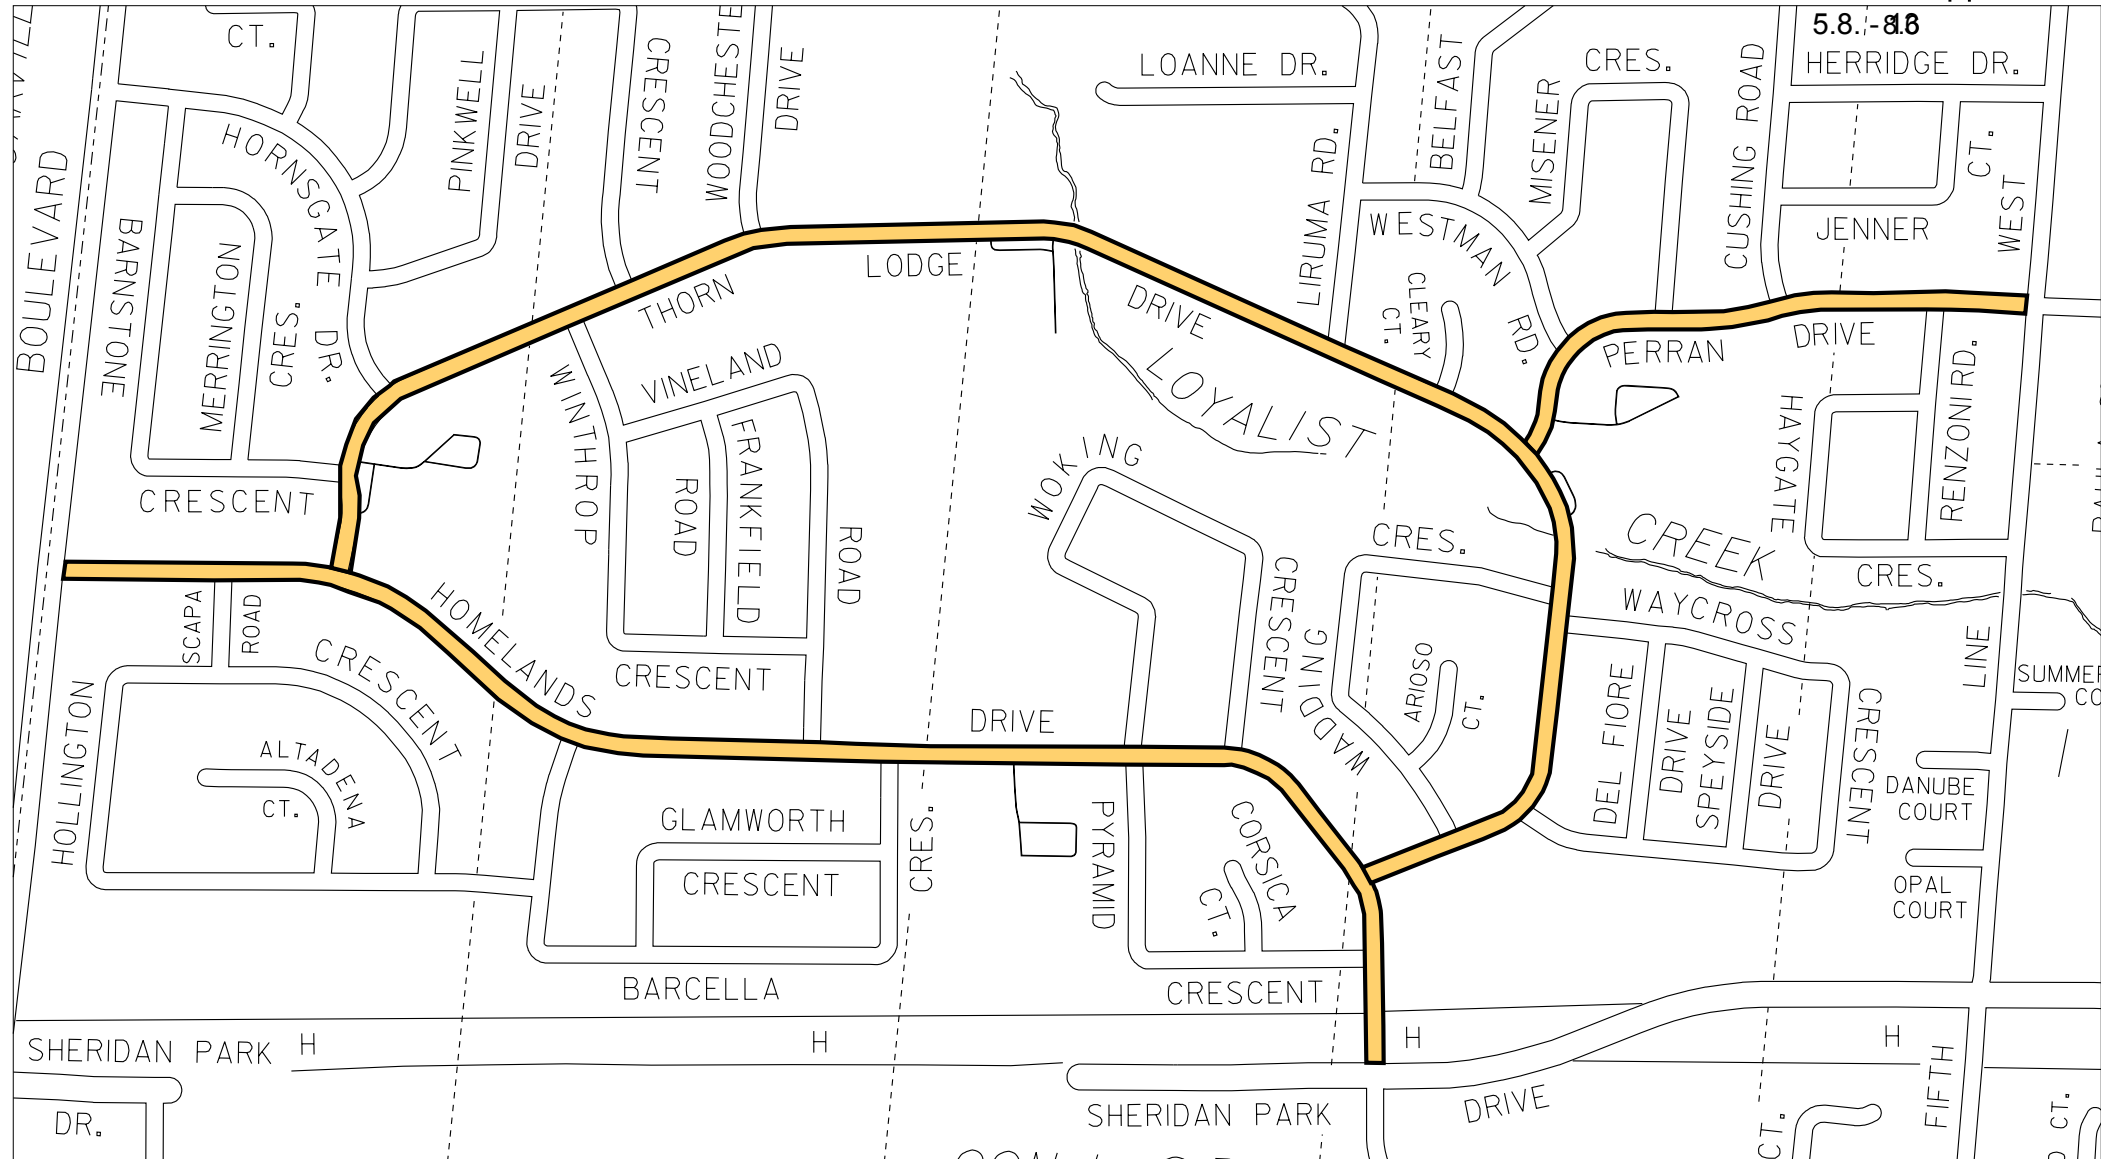 5.8. -
CT.
PINKWELL
DRIVE
CRESCENT
DRIVE
LOANNE DR.
BELFAST
MISENER
CRES.
CUSHING ROAD
HERRIDGE DR.
CT.
JENNER
WEST
BOULEVARD
HORNSGATE DR.
BARNSTONE
MERRINGTON
CRES.
CRESCENT
THORN
LODGE
DRIVE
LIRUMA RD.
WESTMAN
RD.
CLEARY
CT.
PERRAN
DRIVE
RENZONI RD.
HAYGATE
CRES.
WINTHROP
VINELAND
ROAD
FRANKFIELD
ROAD
CRESCENT
LOYALIST
CREEK
WOKING
CRESCENT
CRES.
WADDING
ARIOSO
CT.
WAYCROSS
DEL FIORE
DRIVE
SPEYSIDE
DRIVE
CRESCENT
LINE
DANUBE
COURT
OPAL
COURT
SCAPA
ROAD
HOMELANDS
DRIVE
CRESCENT
HOLLINGTON
ALTADENA
CT.
GLAMWORTH
CRESCENT
CRES.
BARCELLA
PYRAMID
CORSICA
CT.
CRESCENT
SHERIDAN PARK
H
H
H
H
DR.
SHERIDAN PARK
DRIVE
CT.
FIFTH
CT.